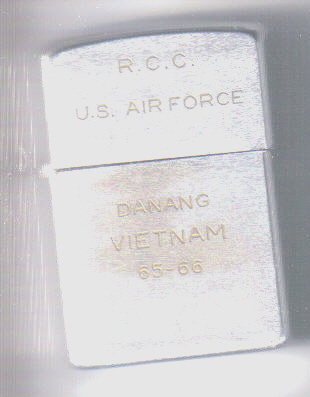 R.C.C.
U.S. AIR FORCE
DANANG
VIETNAM
65-66